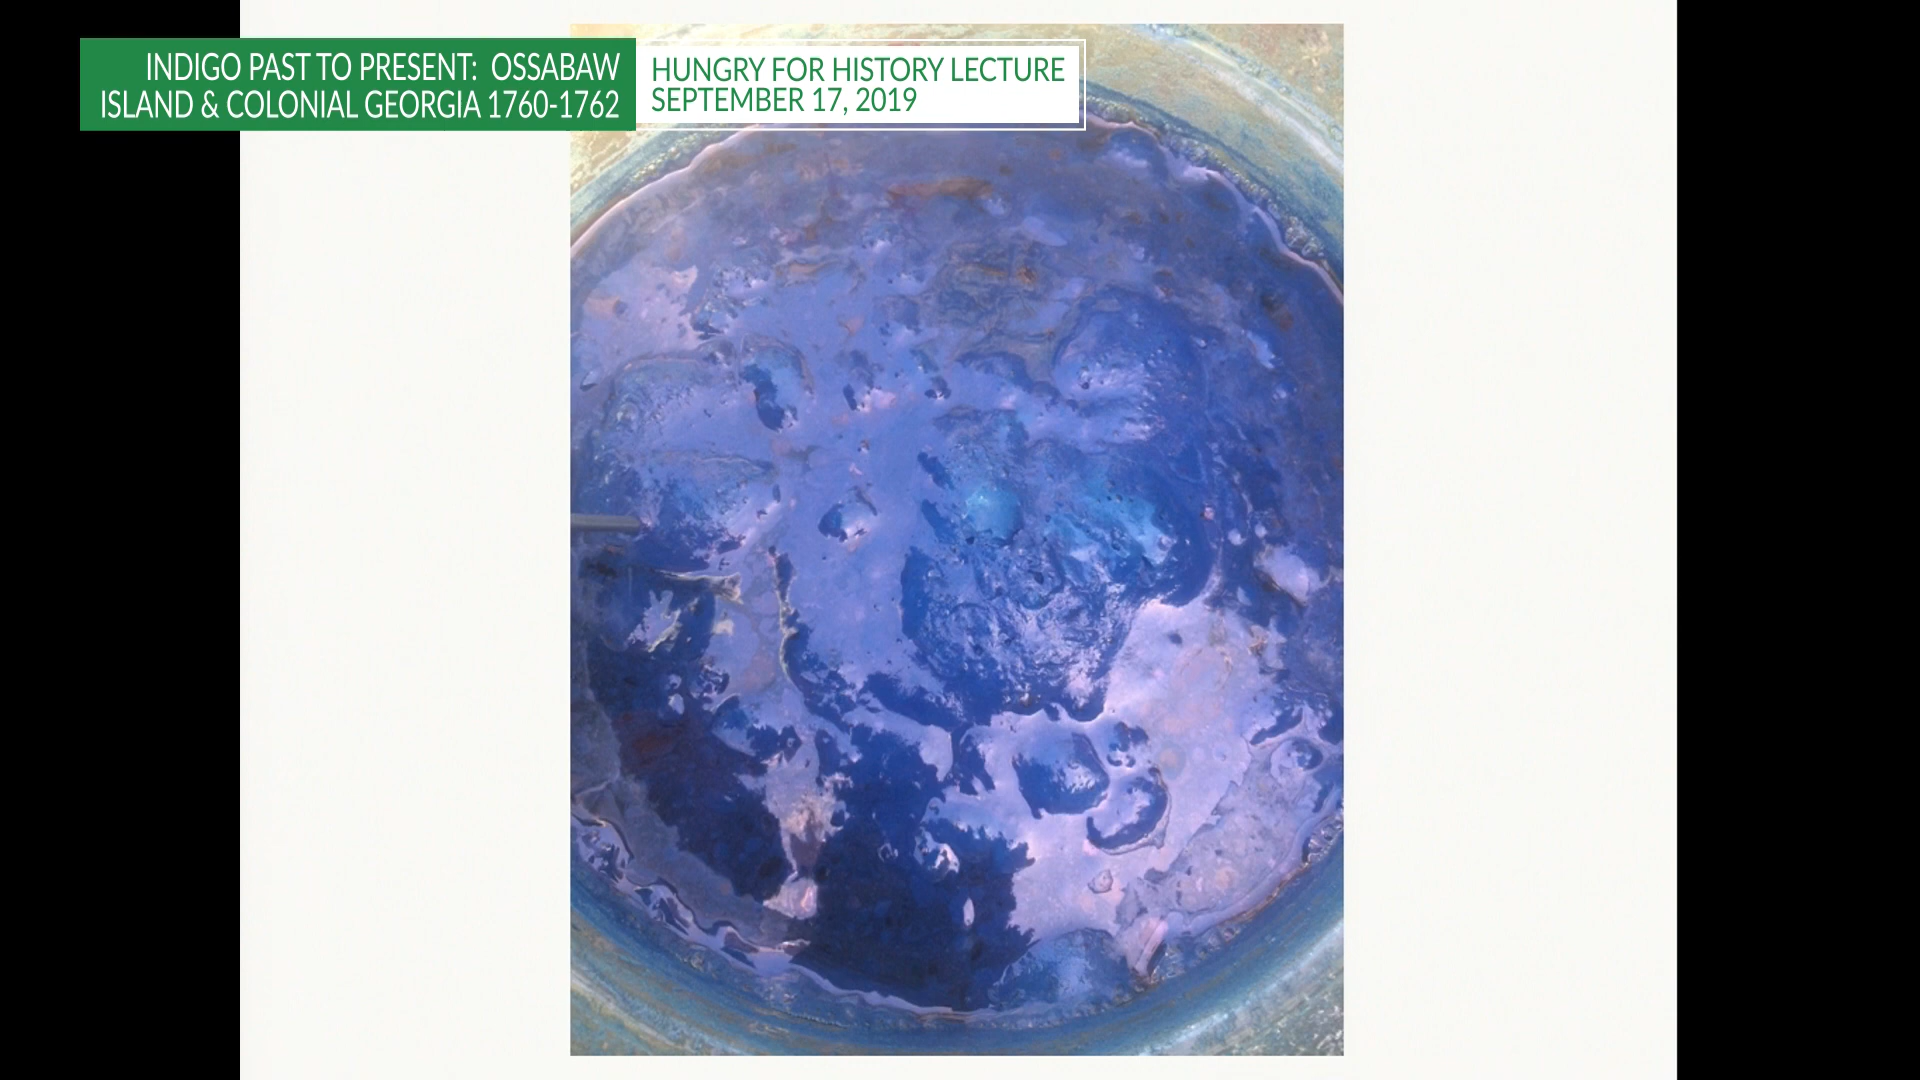 INDIGO PAST TO PRESENT: OSSABAW
ISLAND & COLONIAL GEORGIA 1760-1762
HUNGRY FOR HISTORY LECTURE
SEPTEMBER 17, 2019